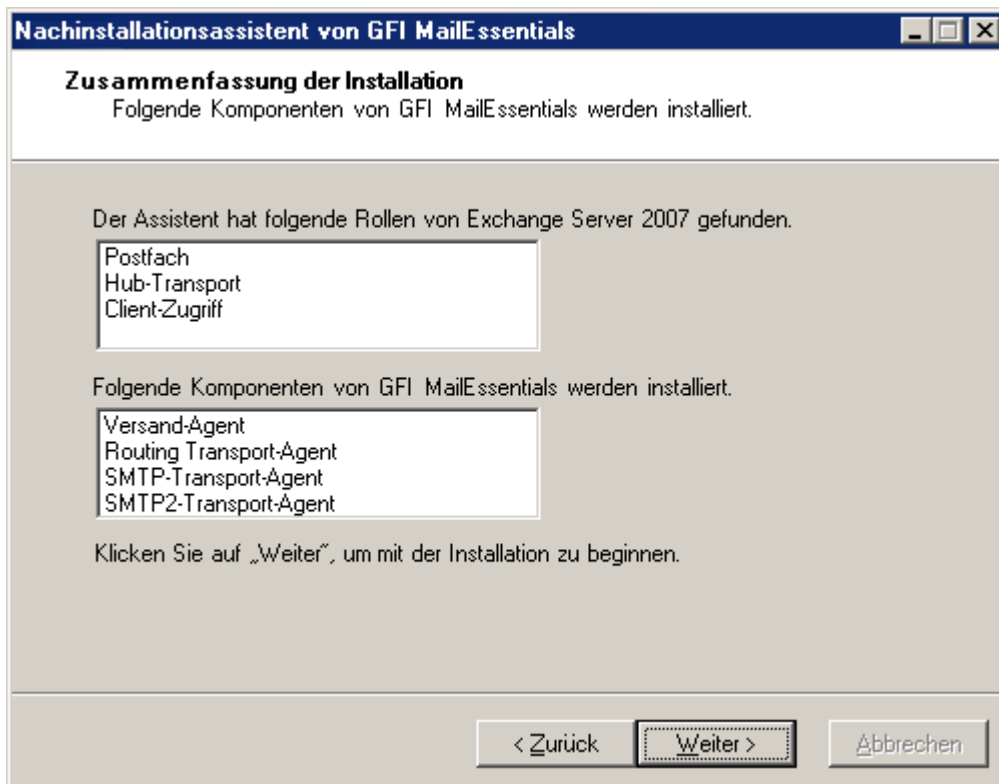 Nachinstallationsassistent von GFI MailEssentials
Zusammenfassung der Installation
Folgende Komponenten von GFI MailEssentials werden installiert.
Der Assistent hat folgende Rollen von Exchange Server 2007 gefunden.
Postfach
Hub-Transport
Client-Zugriff
Folgende Komponenten von GFI MailEssentials werden installiert.
Versand-Agent
Routing Transport-Agent
SMTP-Transport-Agent
SMTP2-Transport-Agent
Klicken Sie auf „Weiter“, um mit der Installation zu beginnen.
< Zurück Weiter > Abbrechen